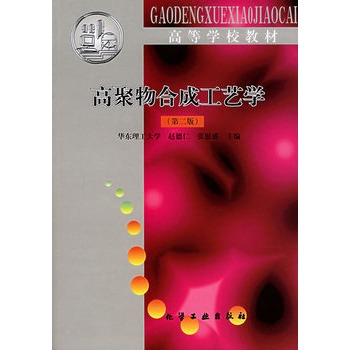 GAODENGXUEXIAOJIAOCAI
高等学校教材
高聚物合成工艺学
(第二版)
华东理工大学 赵德仁 张慰盛 主编
化学工业出版社